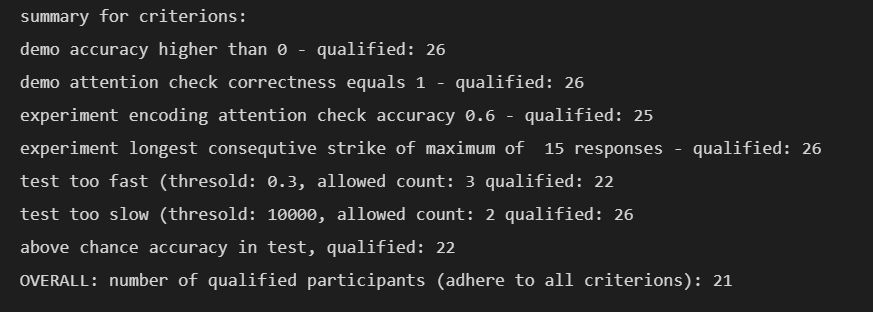 summary for criterions:
demo accuracy higher than 0 - qualified: 26
demo attention check correctness equals 1 - qualified: 26
experiment encoding attention check accuracy 0.6 - qualified: 25
experiment longest consequtive strike of maximum of  15 responses - qualified: 26
test too fast (thresold: 0.3, allowed count: 3 qualified: 22
test too slow (thresold: 10000, allowed count: 2 qualified: 26
above chance accuracy in test, qualified: 22
OVERALL: number of qualified participants (adhere to all criterions): 21